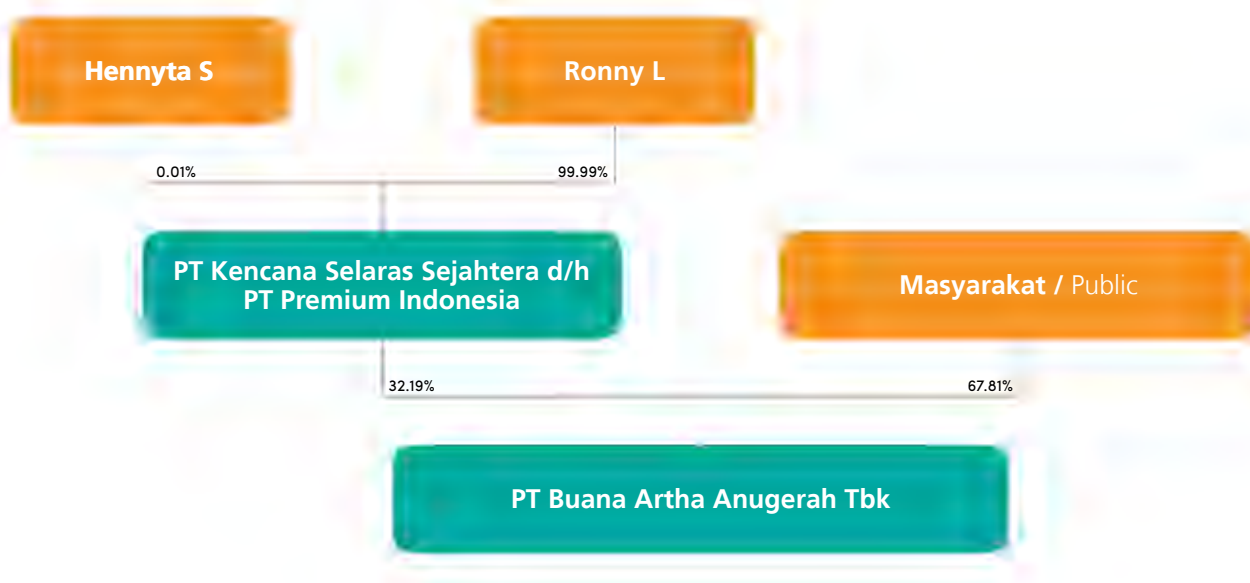 Hennyta S
Ronny L
0.01%
99.99%
PT Kencana Selaras Sejahtera d/h
PT Premium Indonesia
Masyarakat / Public
32.19%
67.81%
PT Buana Artha Anugerah Tbk